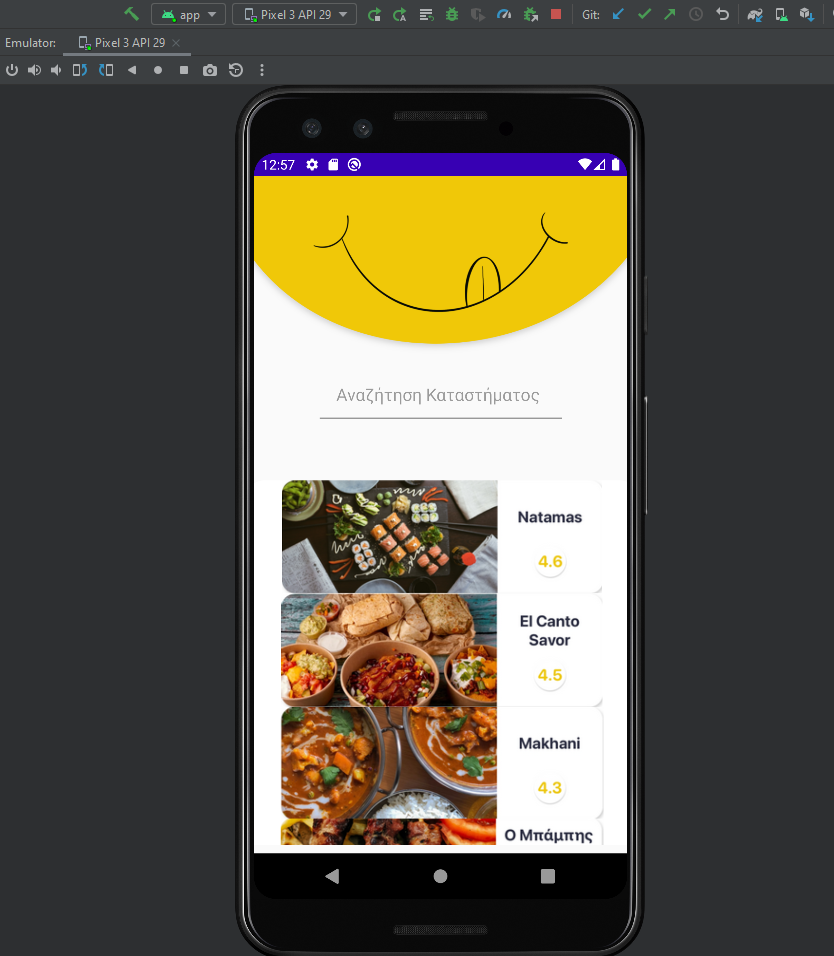 app
Pixel 3 API 29
Git:
Emulator:
Pixel 3 API 29
12:57
Αναζήτηση Καταστήματος
Natamas
4.6
El Canto
Savor
4.5
Makhani
4.3
Ο Μπάμπης